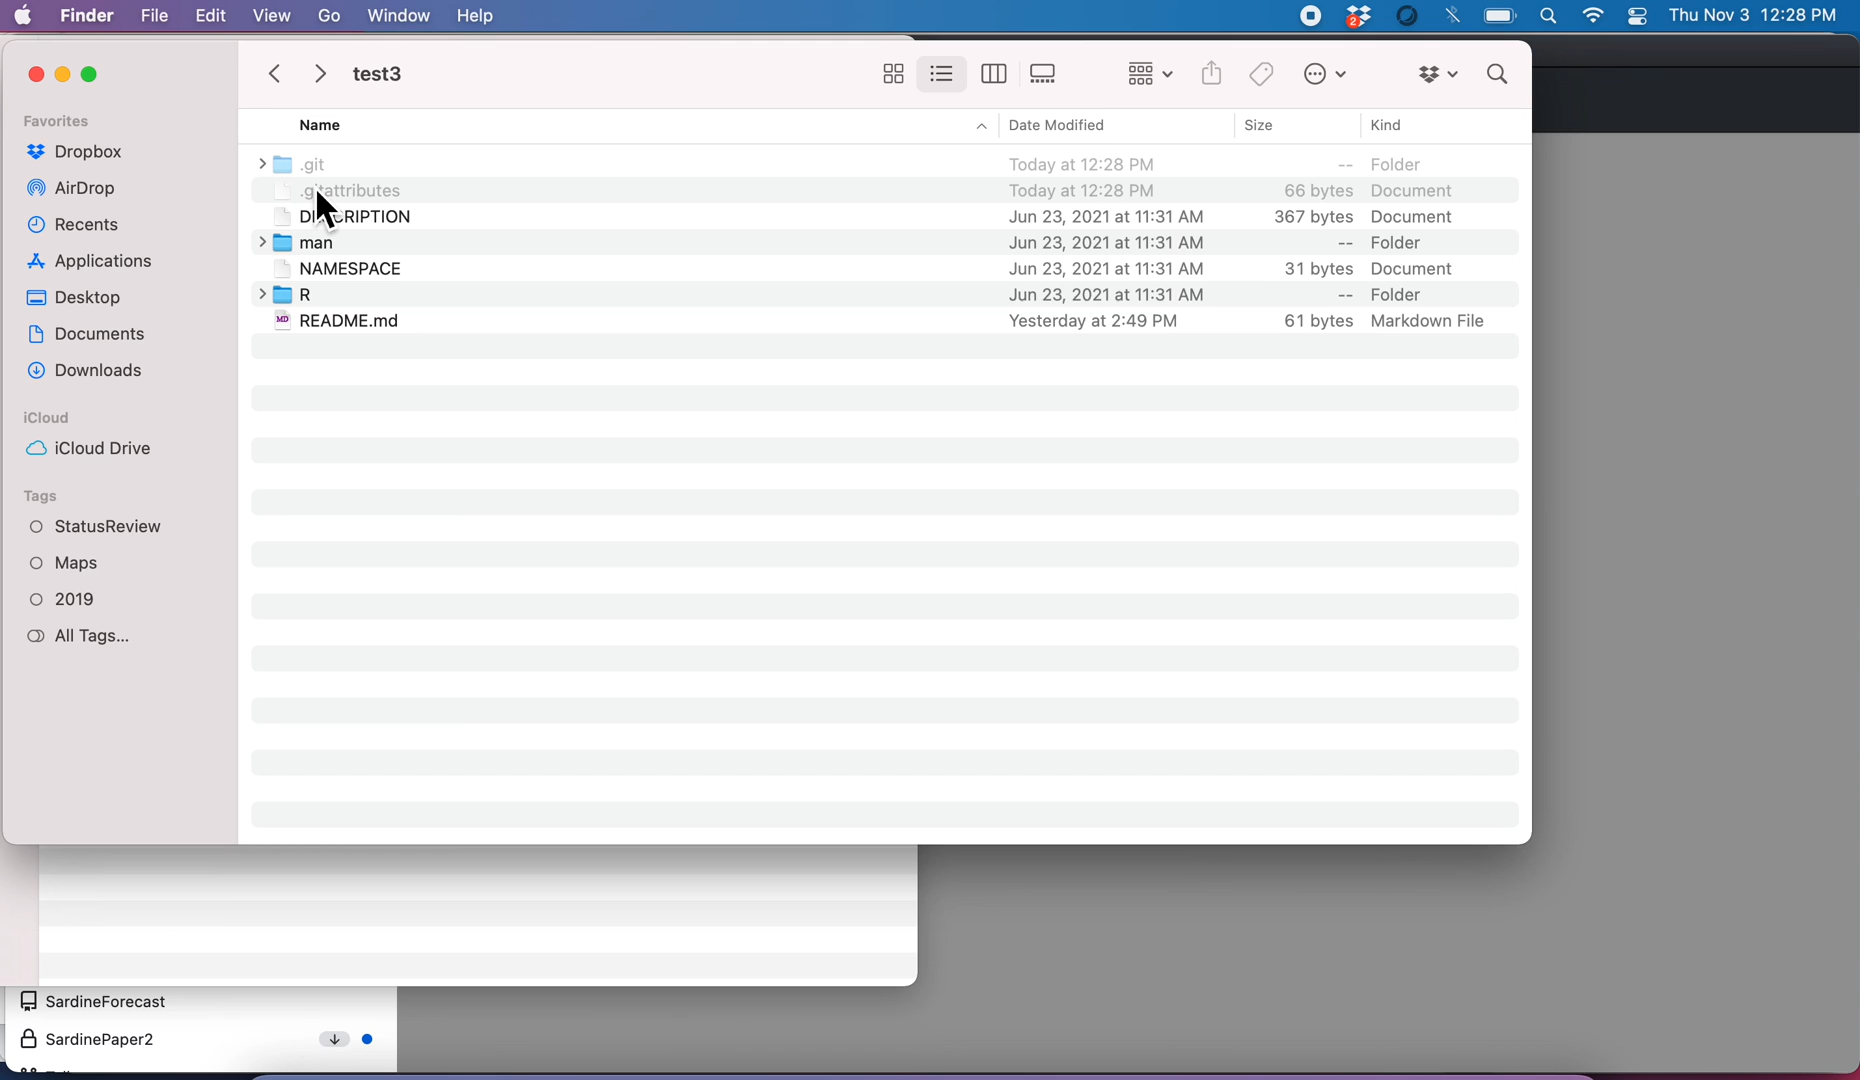 Finder File Edit View Go Window Help 2 Thu Nov 3 12:28 PM
test3
Favorites
Dropbox
AirDrop
Recents
Applications
Desktop
Documents
Downloads
iCloud
iCloud Drive
Tags
StatusReview
Maps
2019
All Tags...
Name Date Modified Size Kind
.git Today at 12:28 PM -- Folder
.gitattributes Today at 12:28 PM 66 bytes Document
DESCRIPTION Jun 23, 2021 at 11:31 AM 367 bytes Document
man Jun 23, 2021 at 11:31 AM -- Folder
NAMESPACE Jun 23, 2021 at 11:31 AM 31 bytes Document
R Jun 23, 2021 at 11:31 AM -- Folder
MD README.md Yesterday at 2:49 PM 61 bytes Markdown File
SardineForecast
SardinePaper2